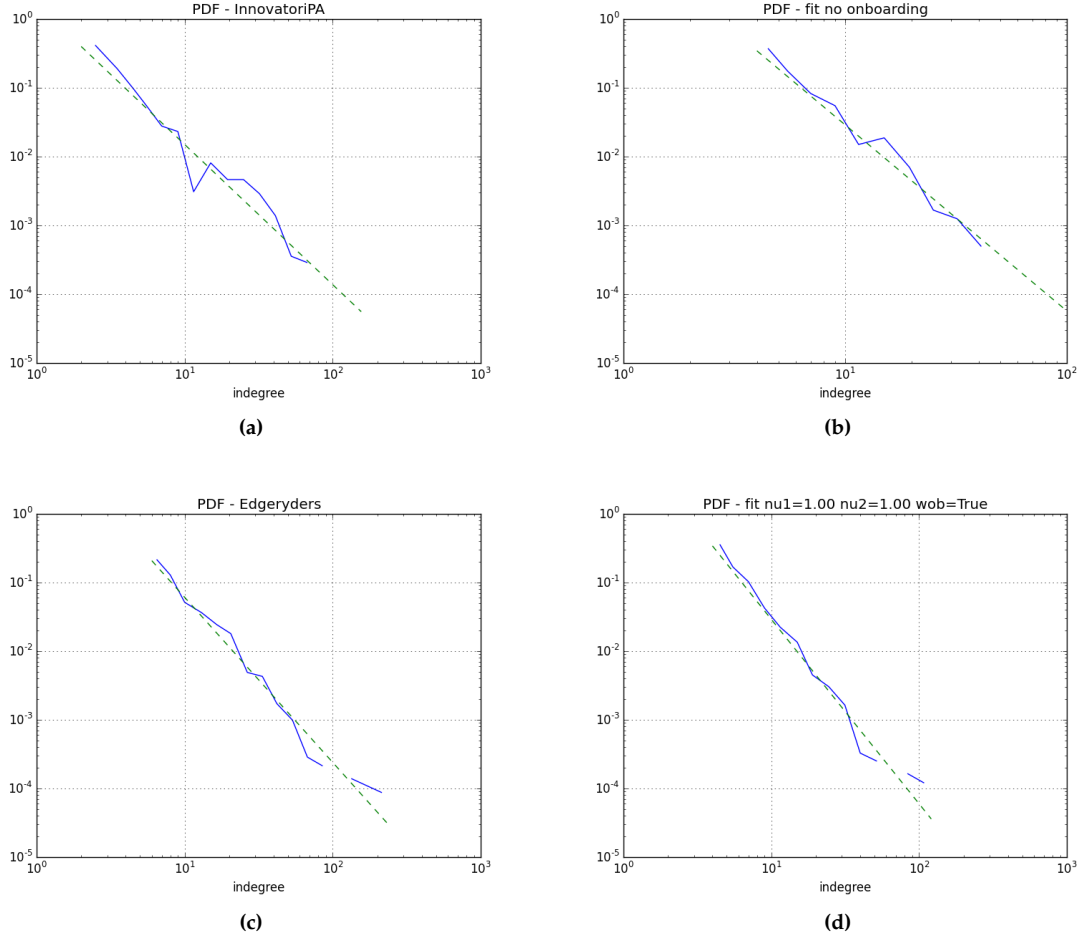 PDF - InnovatoriPA
10^0
10^-1
10^-2
10^-3
10^-4
10^-5
10^0 10^1 10^2 10^3
indegree
(a)
PDF - fit no onboarding
10^0
10^-1
10^-2
10^-3
10^-4
10^-5
10^0 10^1 10^2
indegree
(b)
PDF - Edgeryders
10^0
10^-1
10^-2
10^-3
10^-4
10^-5
10^0 10^1 10^2 10^3
indegree
(c)
PDF - fit nu1=1.00 nu2=1.00 wob=True
10^0
10^-1
10^-2
10^-3
10^-4
10^-5
10^0 10^1 10^2 10^3
indegree
(d)